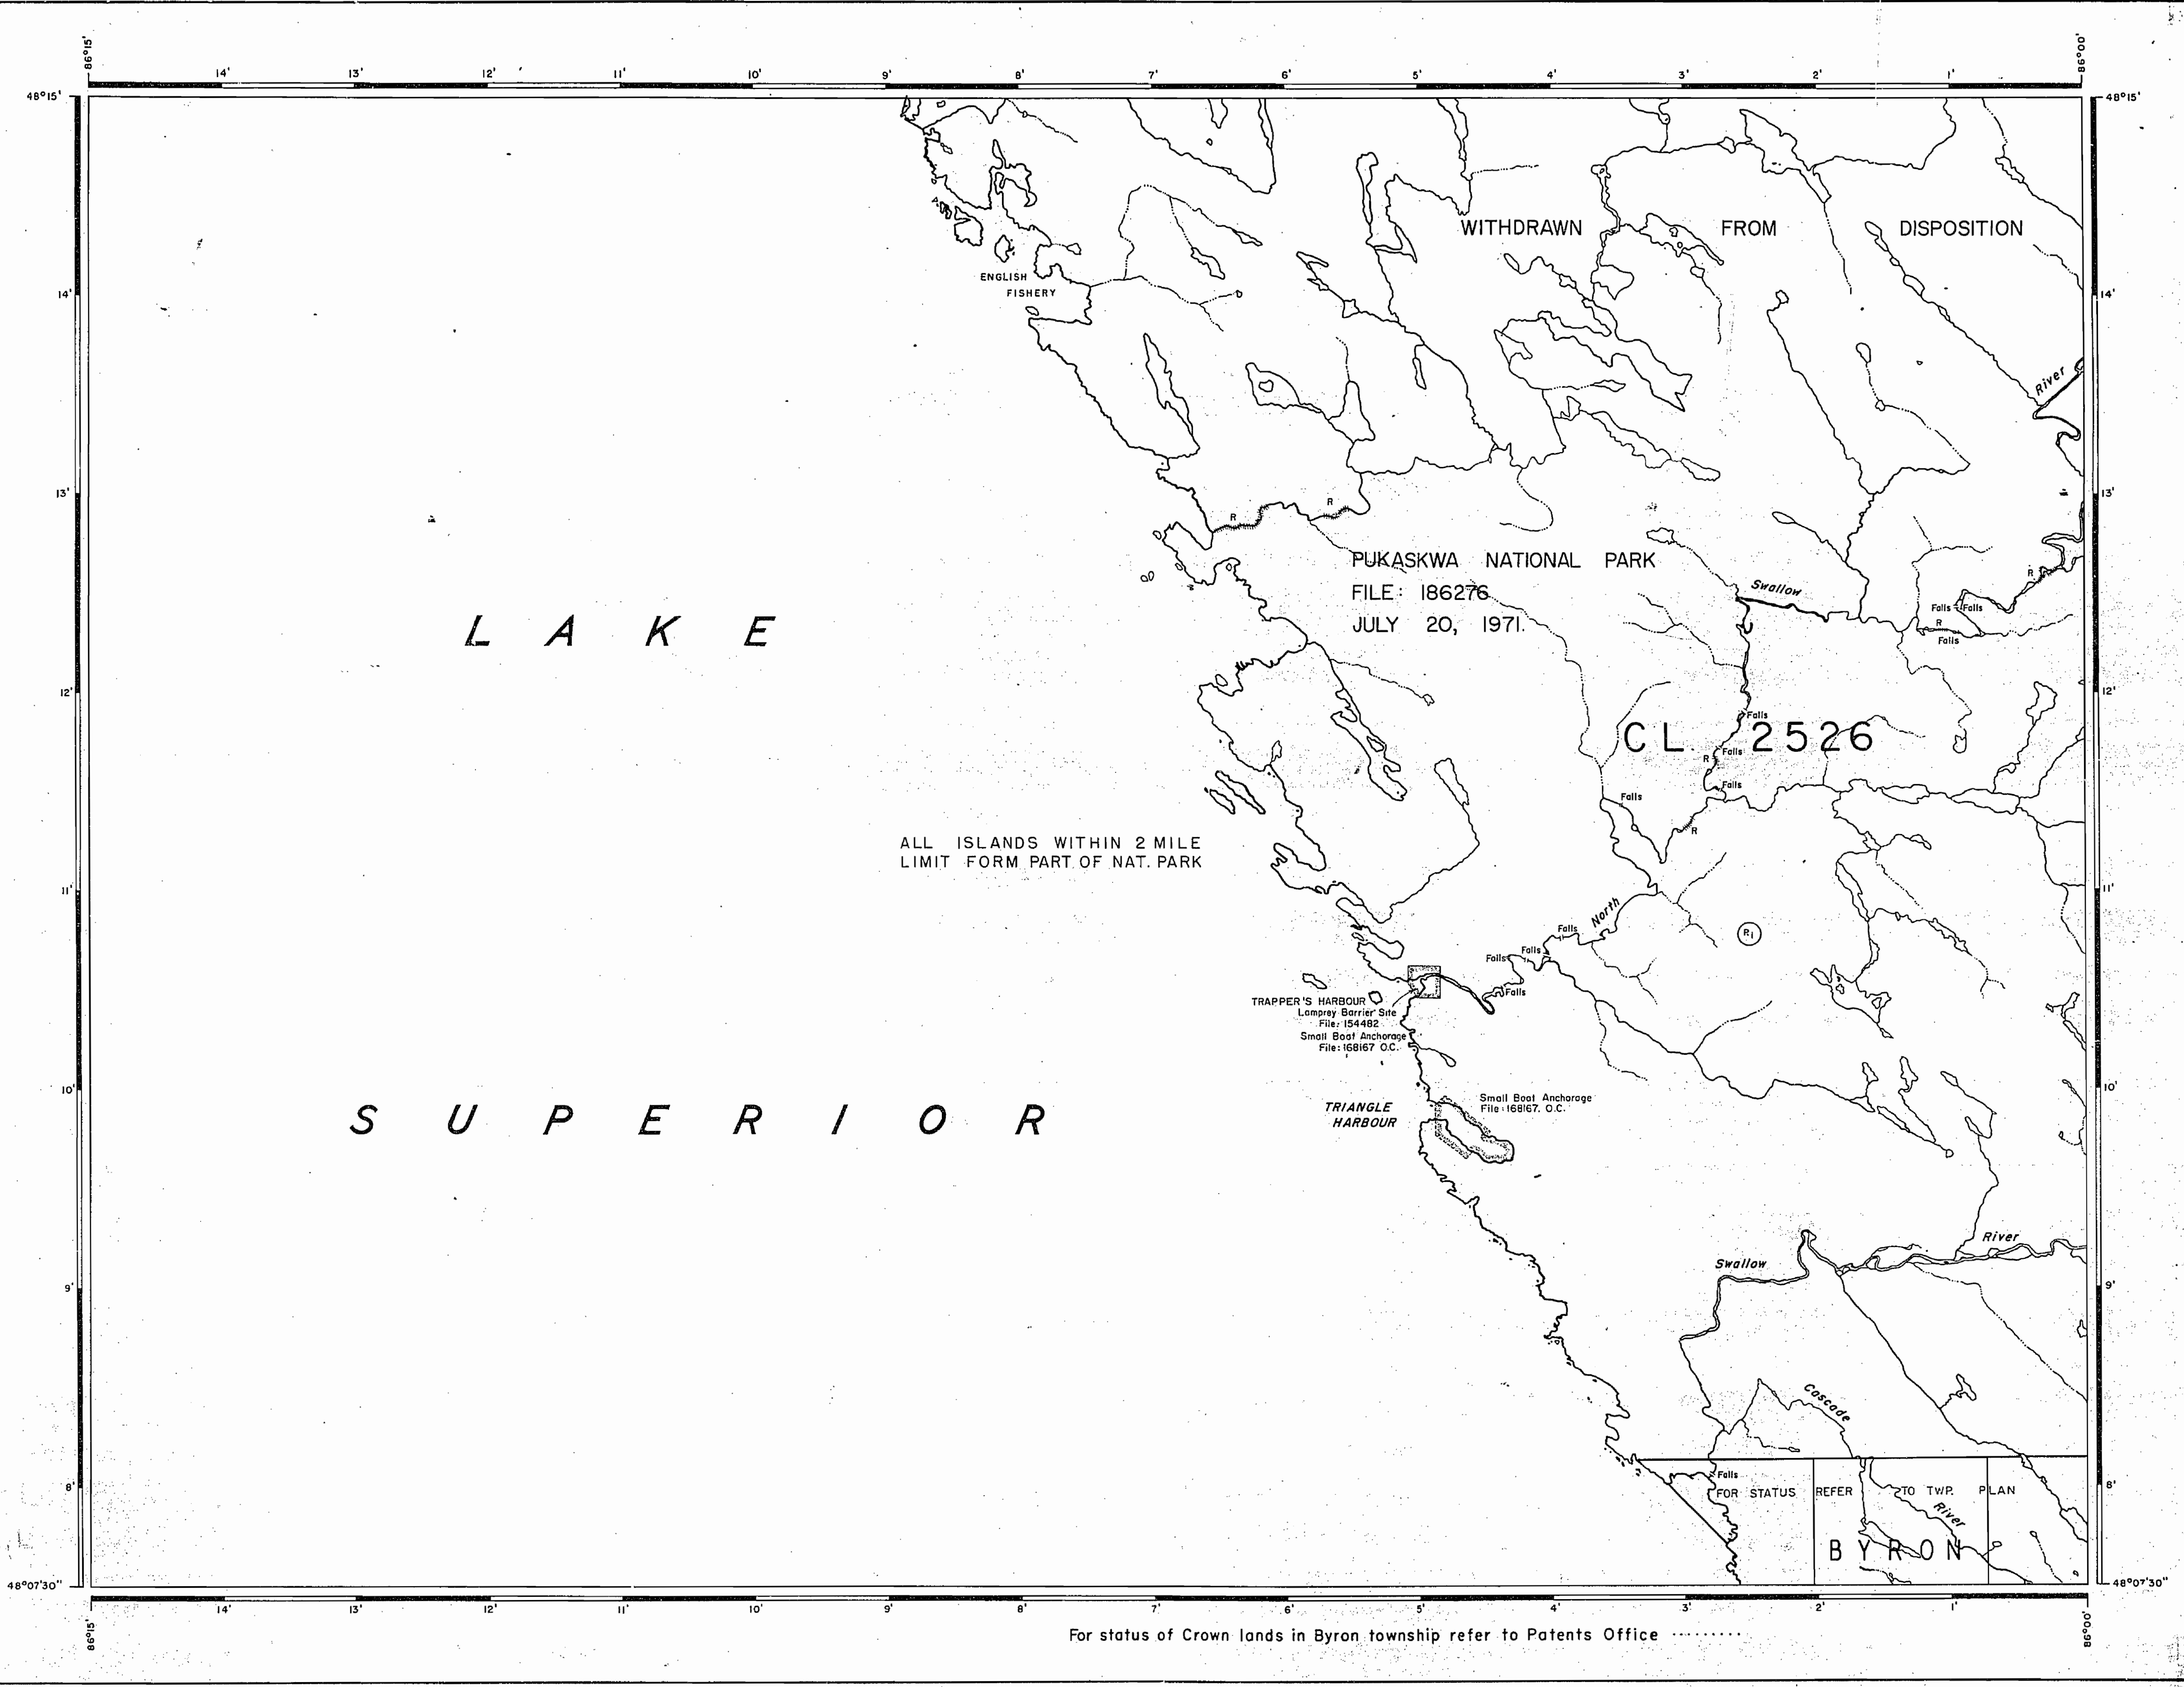 86°15'
86°00'
14' 13' 12' 11' 10' 9' 8' 7' 6' 5' 4' 3' 2' 1'
48°15'
48°15'
WITHDRAWN FROM DISPOSITION
ENGLISH
FISHERY
14'
14'
River
13'
13'
R
R
PUKASKWA NATIONAL PARK
FILE: 186276
JULY 20, 1971.
Swallow
R
Falls
Falls
R
Falls
LAKE
12'
12'
Falls
CL 2526
Falls
R
Falls
Falls
R
ALL ISLANDS WITHIN 2 MILE
LIMIT FORM PART OF NAT. PARK
11'
11'
North
Falls
R1
Falls
Falls
Falls
TRAPPER'S HARBOUR
Lamprey Barrier Site
File: 154482
Small Boat Anchorage
File: 168167 O.C.
10'
10'
Small Boat Anchorage
File: 168167. O.C.
TRIANGLE
HARBOUR
SUPERIOR
River
Swallow
9'
9'
Cascade
Falls
8'
8'
FOR STATUS REFER TO TWP. PLAN
River
BYRON
48°07'30"
48°07'30"
14' 13' 12' 11' 10' 9' 8' 7' 6' 5' 4' 3' 2' 1'
86°15'
86°00'
For status of Crown lands in Byron township refer to Patents Office .........